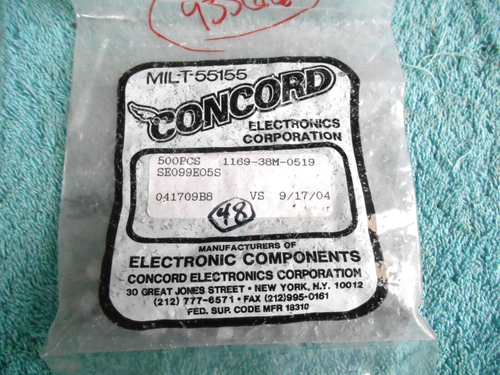 MIL-T-55155
CONCORD®
ELECTRONICS
CORPORATION
500PCS 1169-38M-0519
SE099E05S
041709B8 VS 9/17/04
48
MANUFACTURERS OF
ELECTRONIC COMPONENTS
CONCORD ELECTRONICS CORPORATION
30 GREAT JONES STREET • NEW YORK, N.Y. 10012
(212) 777-6571 • FAX (212)995-0161
FED. SUP. CODE MFR 18310